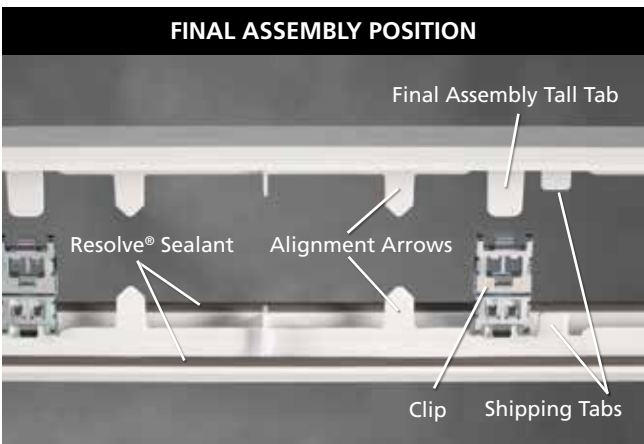 FINAL ASSEMBLY POSITION
Final Assembly Tall Tab
Resolve® Sealant
Alignment Arrows
Clip
Shipping Tabs